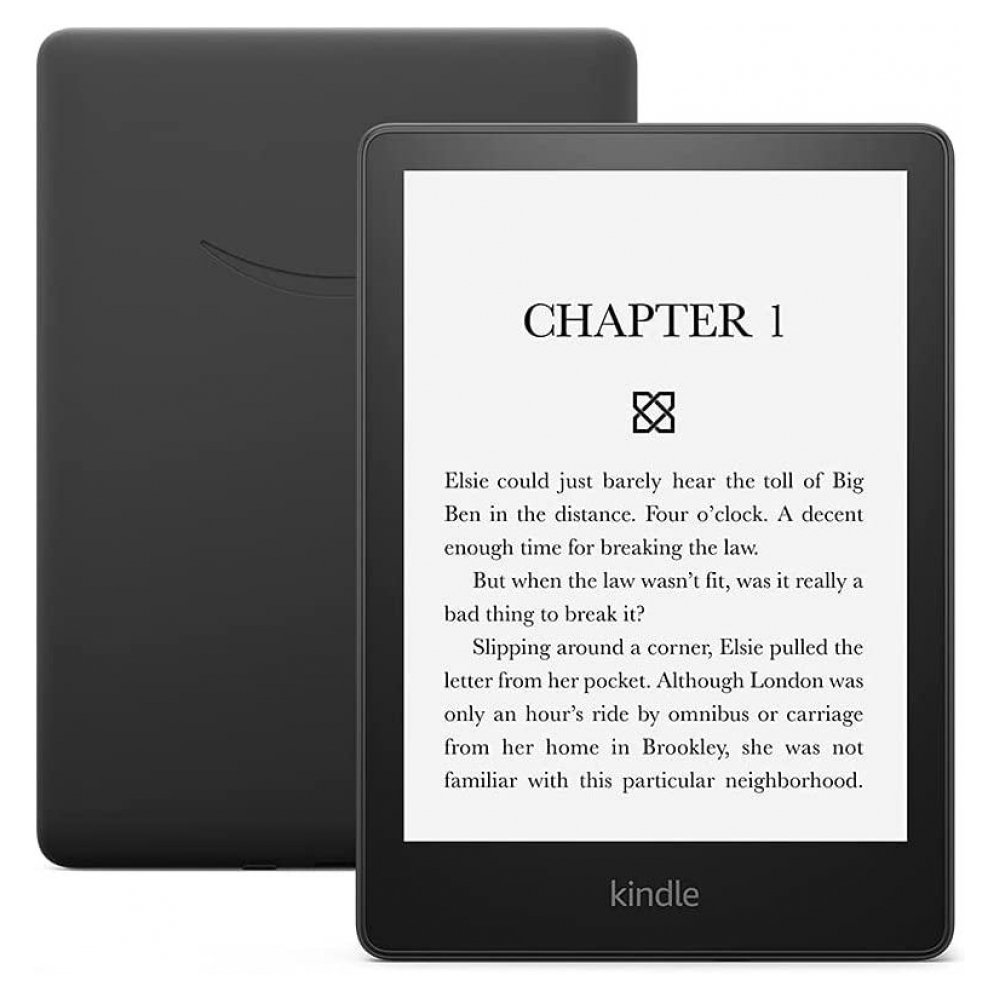 CHAPTER 1
Elsie could just barely hear the toll of Big
Ben in the distance. Four o’clock. A decent
enough time for breaking the law.
But when the law wasn’t fit, was it really a
bad thing to break it?
Slipping around a corner, Elsie pulled the
letter from her pocket. Although London was
only an hour’s ride by omnibus or carriage
from her home in Brookley, she was not
familiar with this particular neighborhood.
kindle